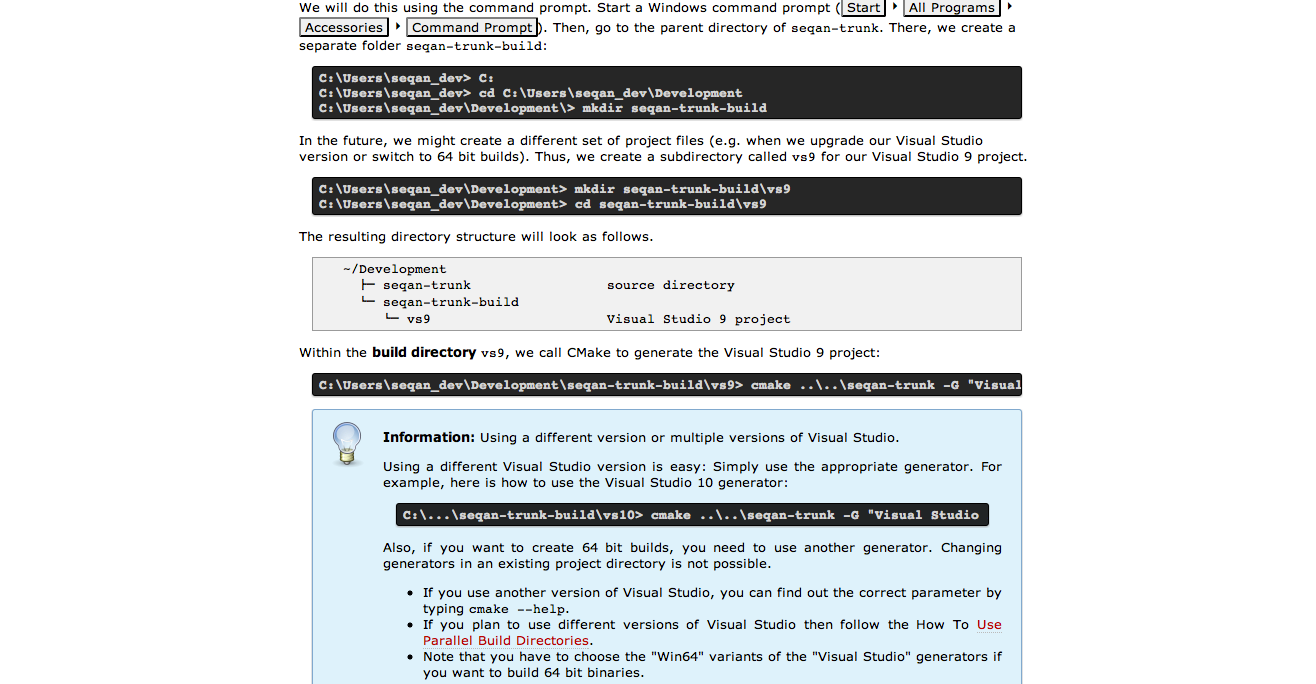 We will do this using the command prompt. Start a Windows command prompt ( Start ‣ All Programs ‣
Accessories ‣ Command Prompt ). Then, go to the parent directory of seqan-trunk. There, we create a
separate folder seqan-trunk-build:
C:\Users\seqan_dev> C:
C:\Users\seqan_dev> cd C:\Users\seqan_dev\Development
C:\Users\seqan_dev\Development\> mkdir seqan-trunk-build
In the future, we might create a different set of project files (e.g. when we upgrade our Visual Studio
version or switch to 64 bit builds). Thus, we create a subdirectory called vs9 for our Visual Studio 9 project.
C:\Users\seqan_dev\Development> mkdir seqan-trunk-build\vs9
C:\Users\seqan_dev\Development> cd seqan-trunk-build\vs9
The resulting directory structure will look as follows.
~/Development
├─ seqan-trunk source directory
└─ seqan-trunk-build
└─ vs9 Visual Studio 9 project
Within the build directory vs9, we call CMake to generate the Visual Studio 9 project:
C:\Users\seqan_dev\Development\seqan-trunk-build\vs9> cmake ..\..\seqan-trunk -G "Visual
Information: Using a different version or multiple versions of Visual Studio.
Using a different Visual Studio version is easy: Simply use the appropriate generator. For
example, here is how to use the Visual Studio 10 generator:
C:\...\seqan-trunk-build\vs10> cmake ..\..\seqan-trunk -G "Visual Studio
Also, if you want to create 64 bit builds, you need to use another generator. Changing
generators in an existing project directory is not possible.
• If you use another version of Visual Studio, you can find out the correct parameter by
typing cmake --help.
• If you plan to use different versions of Visual Studio then follow the How To Use
Parallel Build Directories.
• Note that you have to choose the "Win64" variants of the "Visual Studio" generators if
you want to build 64 bit binaries.